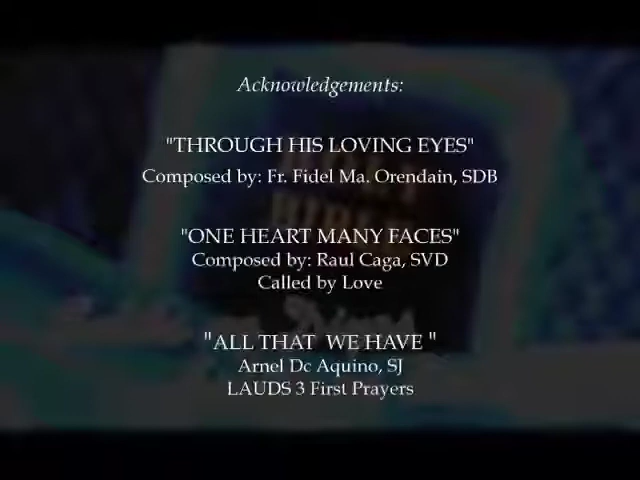 Acknowledgements:
"THROUGH HIS LOVING EYES"
Composed by: Fr. Fidel Ma. Orendain, SDB
"ONE HEART MANY FACES"
Composed by: Raul Caga, SVD
Called by Love
"ALL THAT WE HAVE "
Arnel Dc Aquino, SJ
LAUDS 3 First Prayers